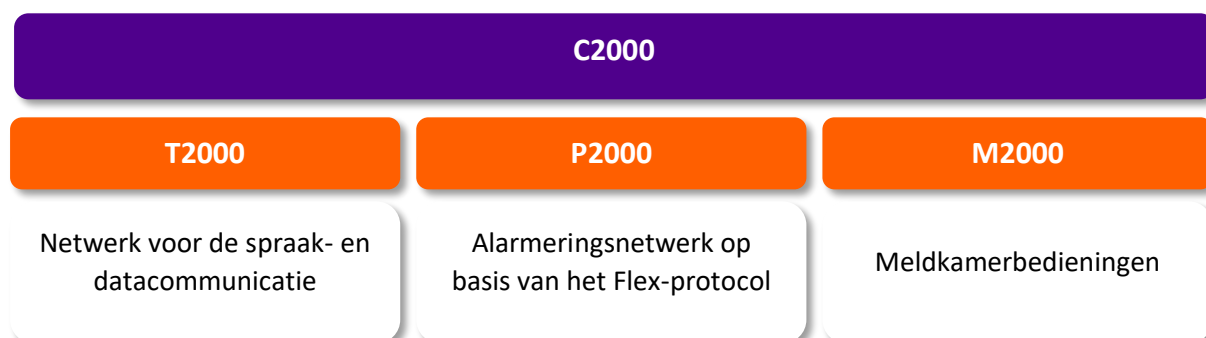 C2000
T2000
P2000
M2000
Netwerk voor de spraak- en
datacommunicatie
Alarmeringsnetwerk op
basis van het Flex-protocol
Meldkamerbedieningen